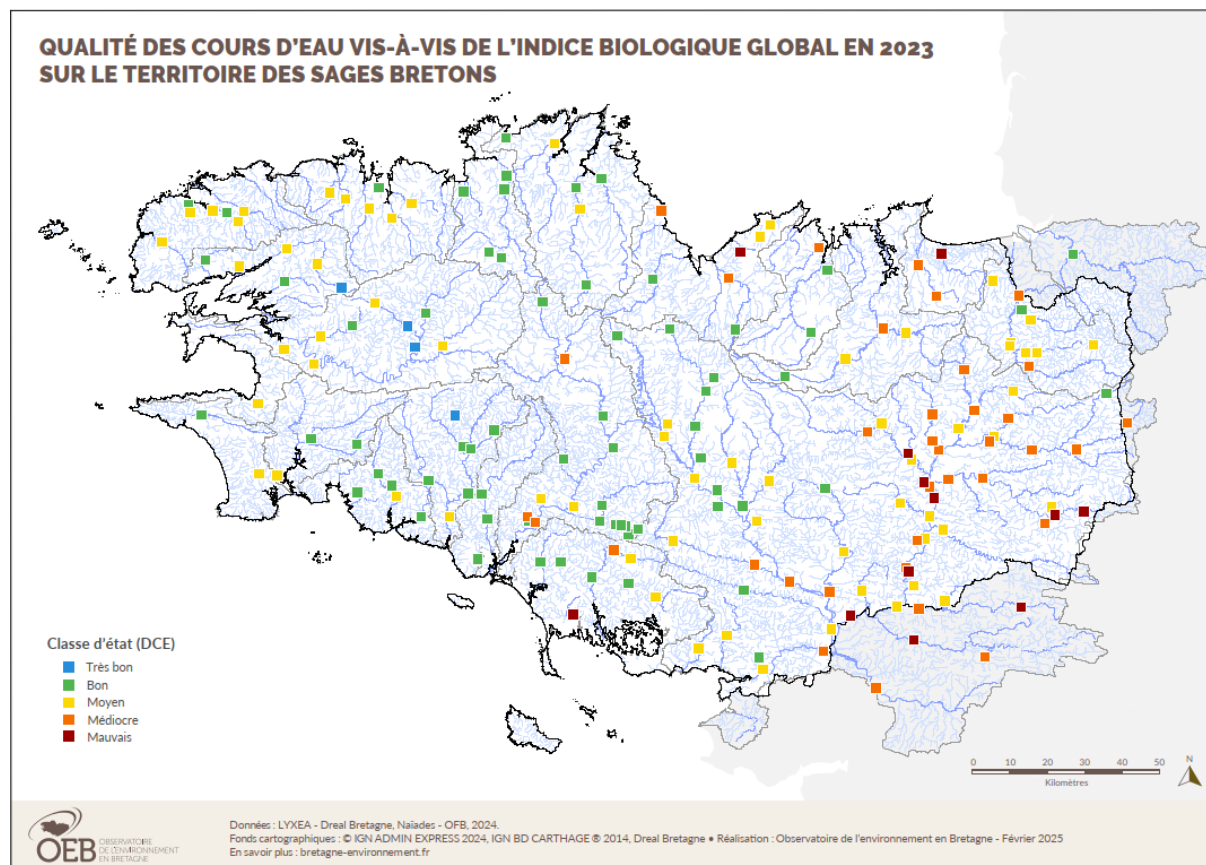 QUALITÉ DES COURS D'EAU VIS-À-VIS DE L'INDICE BIOLOGIQUE GLOBAL EN 2023
SUR LE TERRITOIRE DES SAGES BRETONS
Classe d'état (DCE)
Très bon
Bon
Moyen
Médiocre
Mauvais
0 10 20 30 40 50
Kilomètres
N
OEB
OBSERVATOIRE
DE L'ENVIRONNEMENT
EN BRETAGNE
Données : LYXEA - Dreal Bretagne, Naïades - OFB, 2024.
Fonds cartographiques : © IGN ADMIN EXPRESS 2024, IGN BD CARTHAGE ® 2014, Dreal Bretagne • Réalisation : Observatoire de l'environnement en Bretagne - Février 2025
En savoir plus : bretagne-environnement.fr